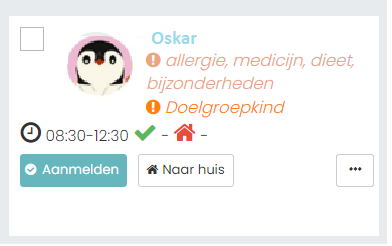 Oskar
allergie, medicijn, dieet,
bijzonderheden
Doelgroepkind
08:30-12:30 - -
Aanmelden Naar huis ...